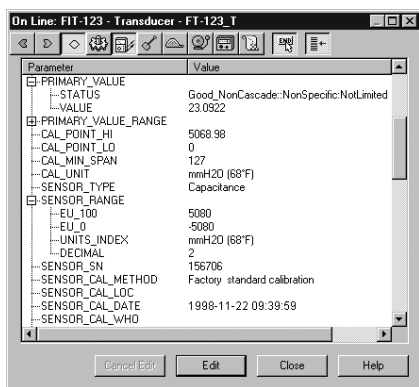 On Line: FIT-123 - Transducer - FT-123_T
Parameter Value
PRIMARY_VALUE
STATUS Good_NonCascade::NonSpecific:NotLimited
VALUE 23.0922
PRIMARY_VALUE_RANGE
CAL_POINT_HI 5068.98
CAL_POINT_LO 0
CAL_MIN_SPAN 127
CAL_UNIT mmH2O (68°F)
SENSOR_TYPE Capacitance
SENSOR_RANGE
EU_100 5080
EU_0 -5080
UNITS_INDEX mmH2O (68°F)
DECIMAL 2
SENSOR_SN 156706
SENSOR_CAL_METHOD Factory standard calibration
SENSOR_CAL_LOC
SENSOR_CAL_DATE 1998-11-22 09:39:59
SENSOR_CAL_WHO
Cancel Edit Edit Close Help